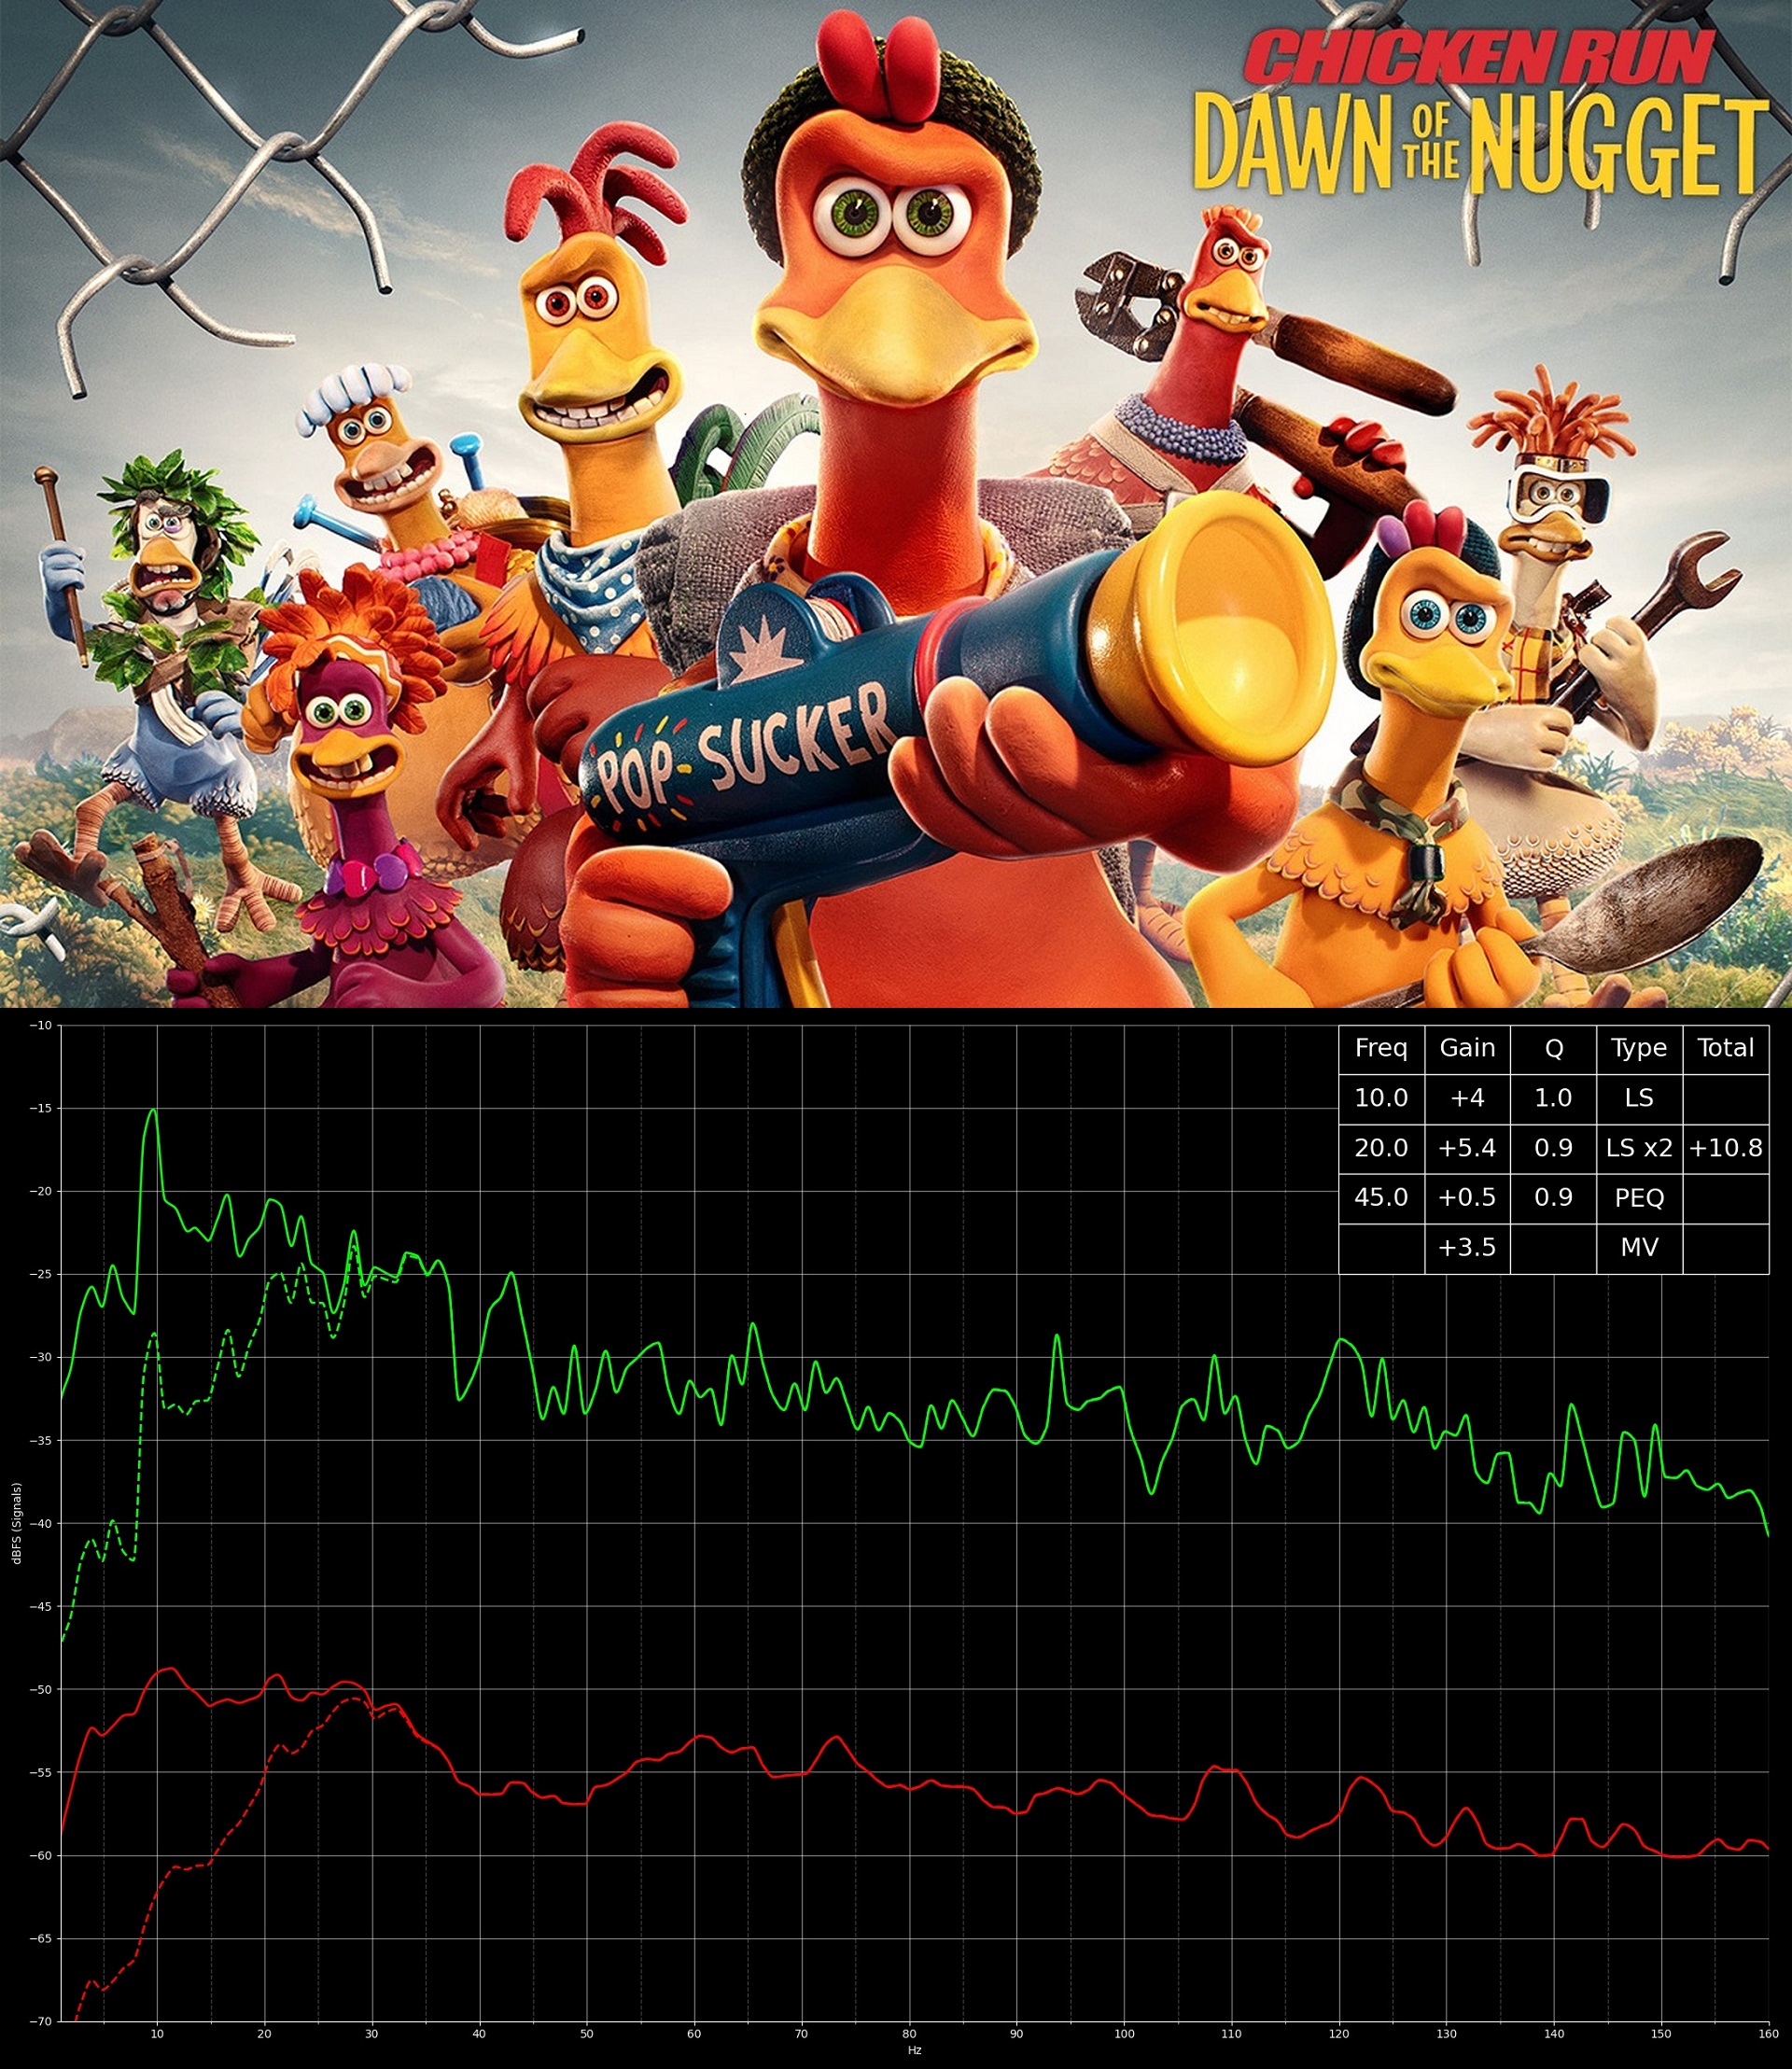 CHICKEN RUN
DAWN OF THE NUGGET
POP-SUCKER
Freq Gain Q Type Total
10.0 +4 1.0 LS
20.0 +5.4 0.9 LS x2 +10.8
45.0 +0.5 0.9 PEQ
+3.5 MV
−10
−15
−20
−25
−30
−35
−40
−45
−50
−55
−60
−65
−70
dBFS (Signals)
10 20 30 40 50 60 70 80 90 100 110 120 130 140 150 160
Hz